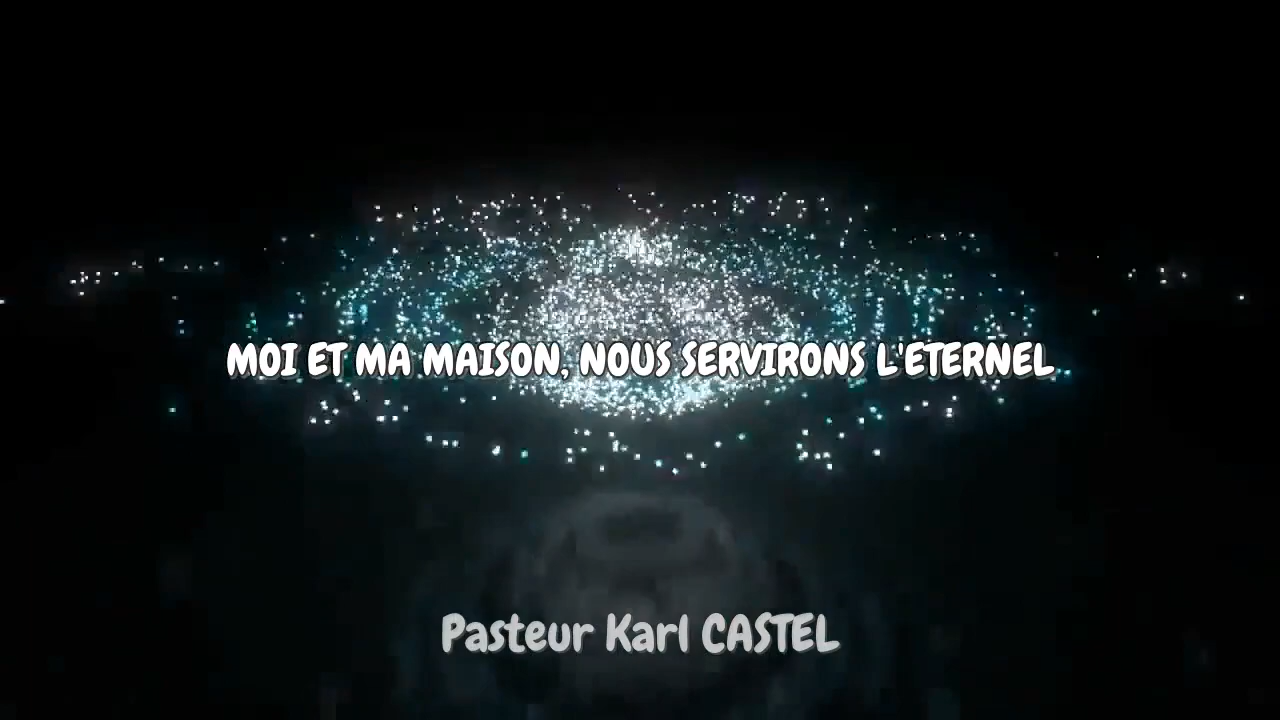 MOI ET MA MAISON, NOUS SERVIRONS L'ETERNEL
Pasteur Karl CASTEL